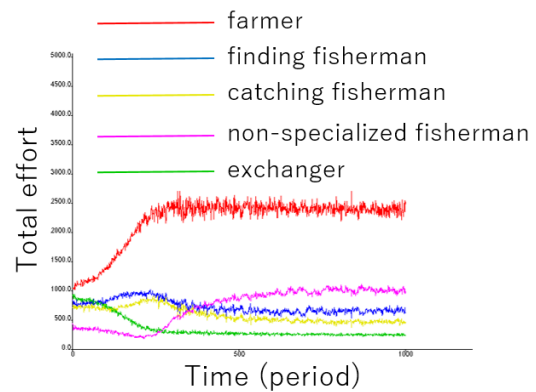 farmer
finding fisherman
catching fisherman
non-specialized fisherman
exchanger
5000.0
4500.0
4000.0
3500.0
3000.0
2500.0
2000.0
1500.0
1000.0
500.0
0.0
Total effort
0.0
500
1000
Time (period)